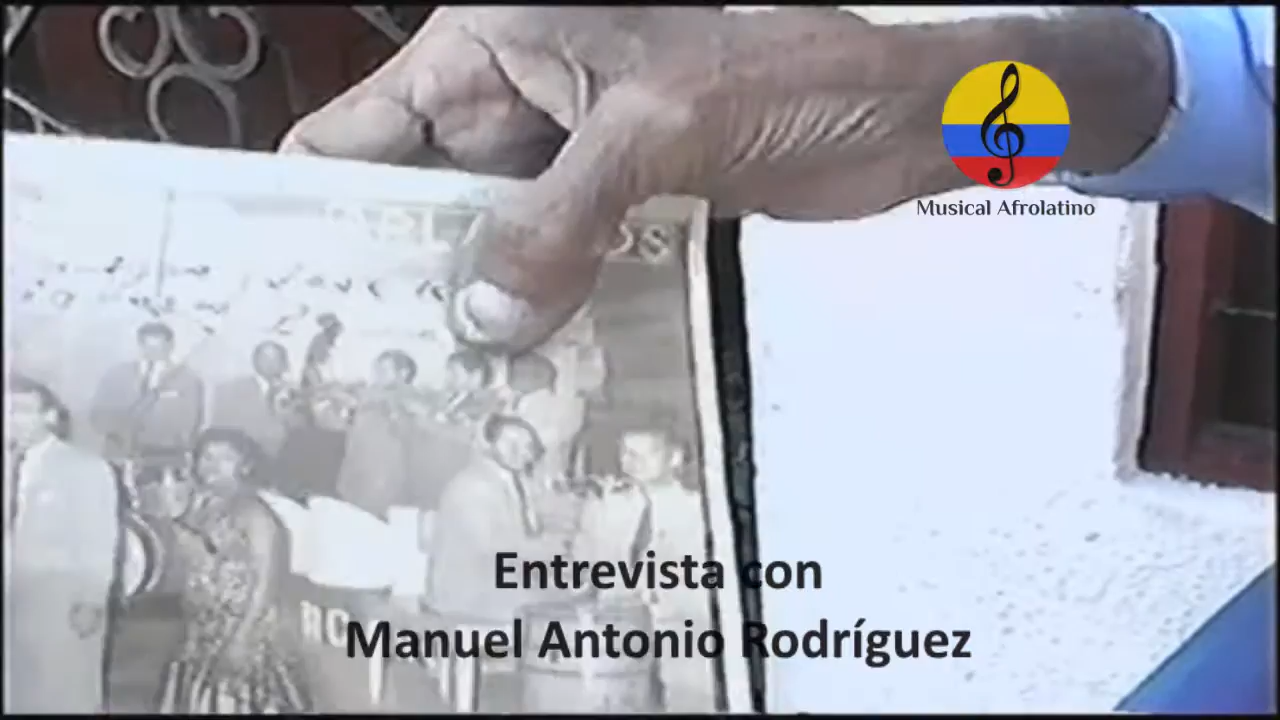 Musical Afrolatino
Entrevista con
Manuel Antonio Rodríguez